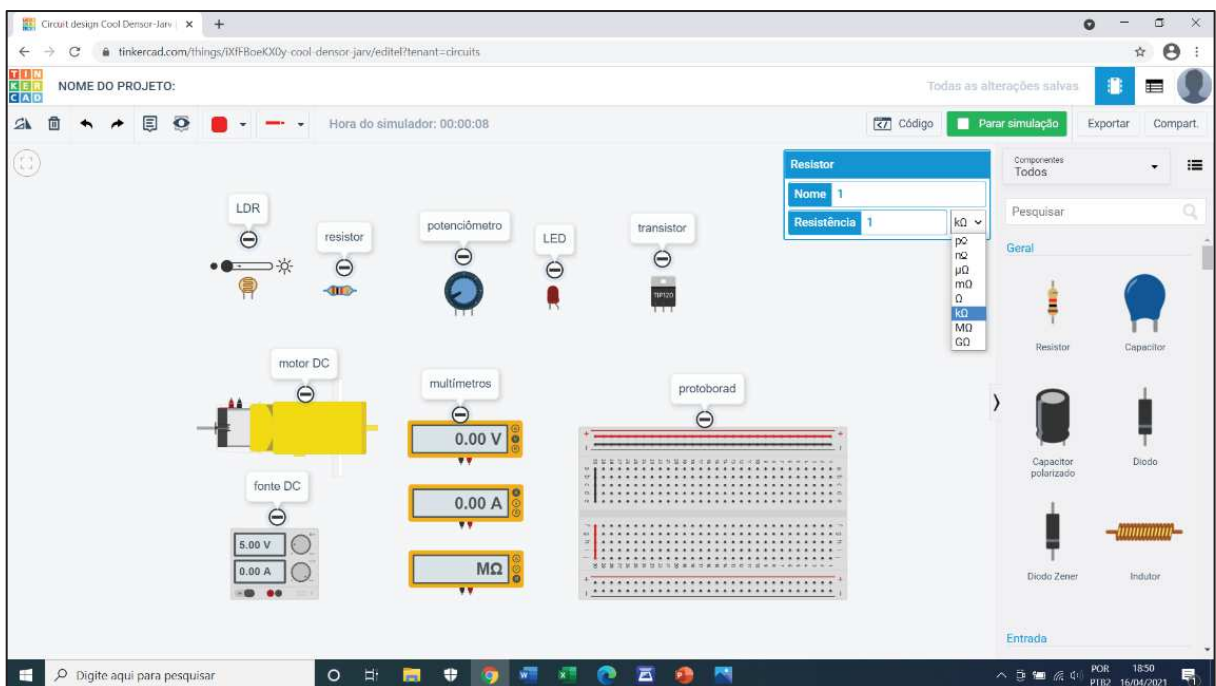 Circuit design Cool Densor-Jarv
tinkercad.com/things/iXfFBoeKX0y-cool-densor-jarv/editel?tenant=circuits
TIN
KER
CAD
NOME DO PROJETO:
Todas as alterações salvas
Hora do simulador: 00:00:08
Código
Parar simulação
Exportar
Compart.
Resistor
Nome 1
Resistência 1 kΩ
pΩ
nΩ
µΩ
mΩ
Ω
kΩ
MΩ
GΩ
Componentes
Todos
Pesquisar
Geral
Resistor
Capacitor
Capacitor
polarizado
Diodo
Diodo Zener
Indutor
Entrada
LDR
resistor
potenciômetro
LED
transistor
TIP120
motor DC
multímetros
0.00 V
0.00 A
MΩ
protoborad
fonte DC
5.00 V
0.00 A
Digite aqui para pesquisar
POR
PTB2
18:50
16/04/2021